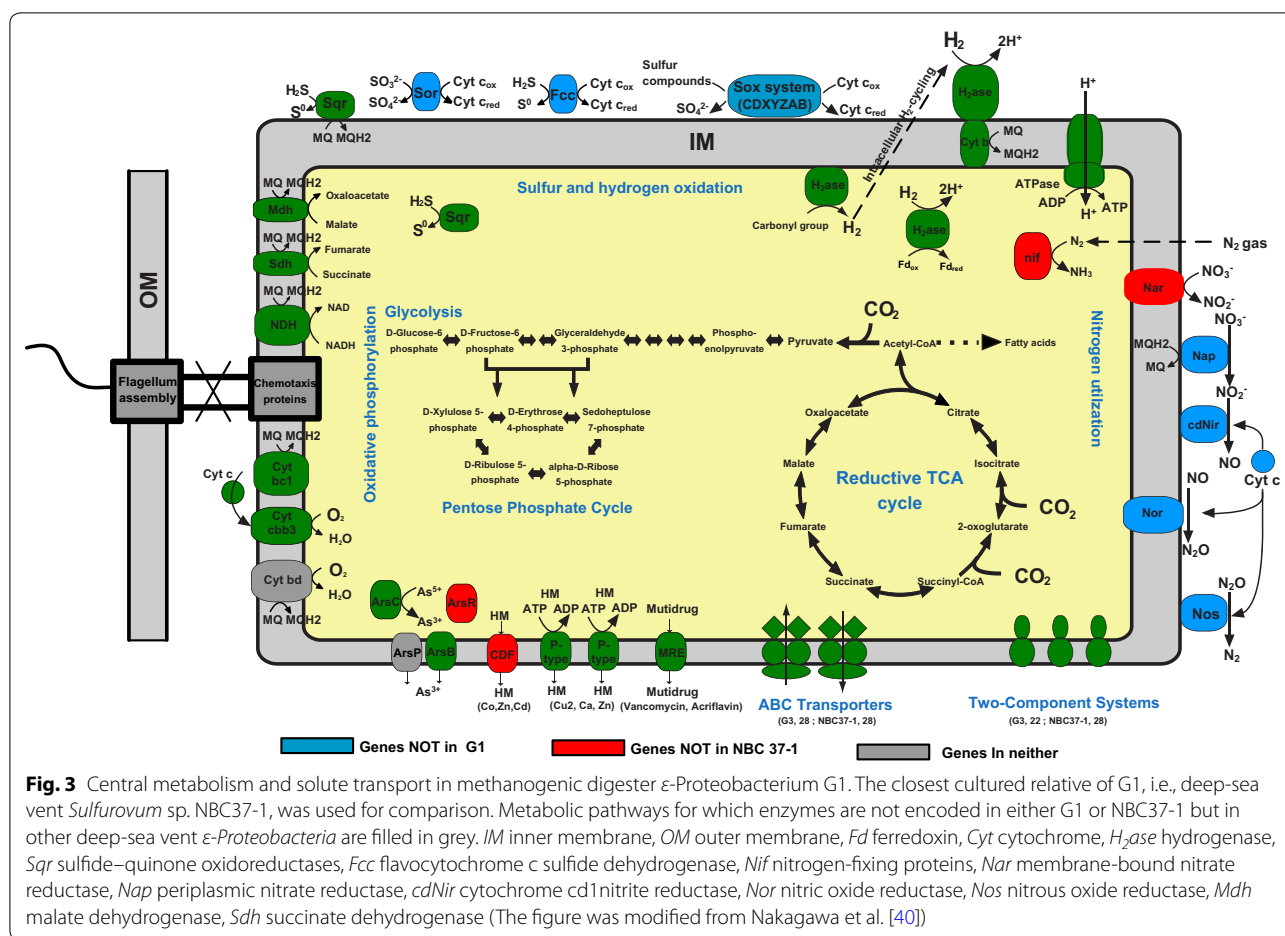 H₂
2H⁺
H₂ase
Cyt b
MQ
MQH2
H₂S
S⁰
Sqr
MQ MQH2
SO₃²⁻
SO₄²⁻
Sor
Cyt c ox
Cyt c red
H₂S
S⁰
Fcc
Cyt c ox
Cyt c red
Sulfur
compounds
SO₄²⁻
Sox system
(CDXYZAB)
Cyt c ox
Cyt c red
Intracellular H₂-cycling
H⁺
ATPase
ADP
ATP
H⁺
IM
OM
Sulfur and hydrogen oxidation
H₂S
S⁰
Sqr
H₂ase
Carbonyl group
H₂
H₂
2H⁺
H₂ase
Fd ox
Fd red
nif
N₂
NH₃
N₂ gas
MQ MQH2
Mdh
Oxaloacetate
Malate
MQ MQH2
Sdh
Fumarate
Succinate
MQ MQH2
NDH
NAD
NADH
Flagellum
assembly
Chemotaxis
proteins
MQ MQH2
Cyt
bc1
Cyt c
Cyt
cbb3
O₂
H₂O
Cyt bd
O₂
H₂O
MQ MQH2
Oxidative phosphorylation
Glycolysis
D-Glucose-6
phosphate
D-Fructose-6
phosphate
Glyceraldehyde
3-phosphate
Phospho-
enolpyruvate
Pyruvate
CO₂
Acetyl-CoA
Fatty acids
D-Xylulose 5-
phosphate
D-Erythrose
4-phosphate
Sedoheptulose
7-phosphate
D-Ribulose 5-
phosphate
alpha-D-Ribose
5-phosphate
Pentose Phosphate Cycle
Oxaloacetate
Citrate
Malate
Isocitrate
Reductive TCA
cycle
CO₂
Fumarate
2-oxoglutarate
Succinate
Succinyl-CoA
CO₂
Nitrogen utilzation
Nar
NO₃⁻
NO₂⁻
NO₃⁻
MQH2
MQ
Nap
NO₂⁻
cdNir
NO
Cyt c
NO
Nor
N₂O
N₂O
Nos
N₂
ArsC
As⁵⁺
As³⁺
ArsR
ArsP
ArsB
As³⁺
HM
CDF
HM
(Co,Zn,Cd)
HM
ATP ADP
P-
type
HM
(Cu2, Ca, Zn)
HM
ATP ADP
P-
type
HM
Mutidrug
MRE
Mutidrug
(Vancomycin, Acriflavin)
ABC Transporters
(G3, 28 ; NBC37-1, 28)
Two-Component Systems
(G3, 22 ; NBC37-1, 28)
Genes NOT in G1
Genes NOT in NBC 37-1
Genes In neither
Fig. 3 Central metabolism and solute transport in methanogenic digester ε-Proteobacterium G1. The closest cultured relative of G1, i.e., deep-sea
vent Sulfurovum sp. NBC37-1, was used for comparison. Metabolic pathways for which enzymes are not encoded in either G1 or NBC37-1 but in
other deep-sea vent ε-Proteobacteria are filled in grey. IM inner membrane, OM outer membrane, Fd ferredoxin, Cyt cytochrome, H₂ase hydrogenase,
Sqr sulfide–quinone oxidoreductases, Fcc flavocytochrome c sulfide dehydrogenase, Nif nitrogen-fixing proteins, Nar membrane-bound nitrate
reductase, Nap periplasmic nitrate reductase, cdNir cytochrome cd1nitrite reductase, Nor nitric oxide reductase, Nos nitrous oxide reductase, Mdh
malate dehydrogenase, Sdh succinate dehydrogenase (The figure was modified from Nakagawa et al. [40])